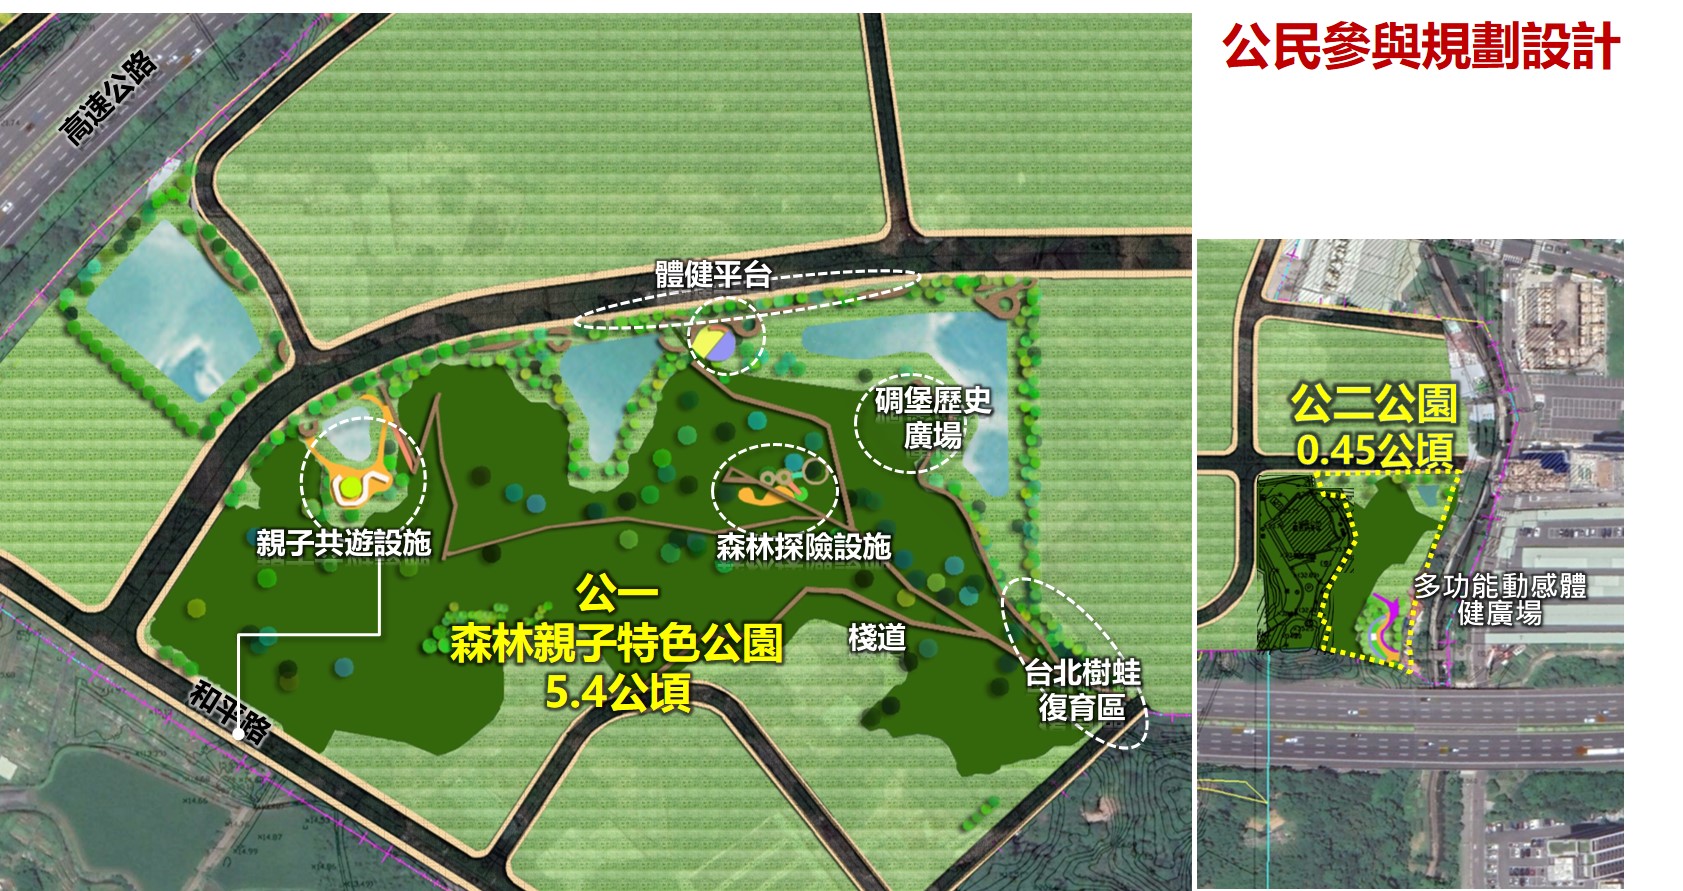 公民參與規劃設計
高速公路
體健平台
碉堡歷史
廣場
親子共遊設施
森林探險設施
公一
森林親子特色公園
5.4公頃
棧道
台北樹蛙
復育區
和平路
公二公園
0.45公頃
多功能動感體
健廣場